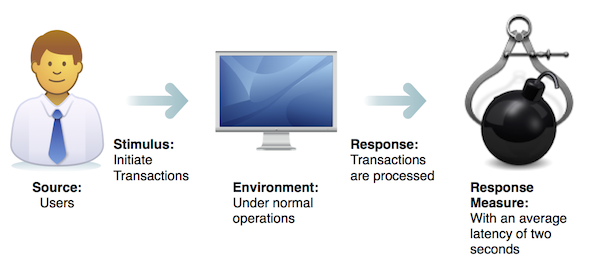 Stimulus:
Initiate
Transactions
Response:
Transactions
are processed
Source:
Users
Environment:
Under normal
operations
Response
Measure:
With an average
latency of two
seconds